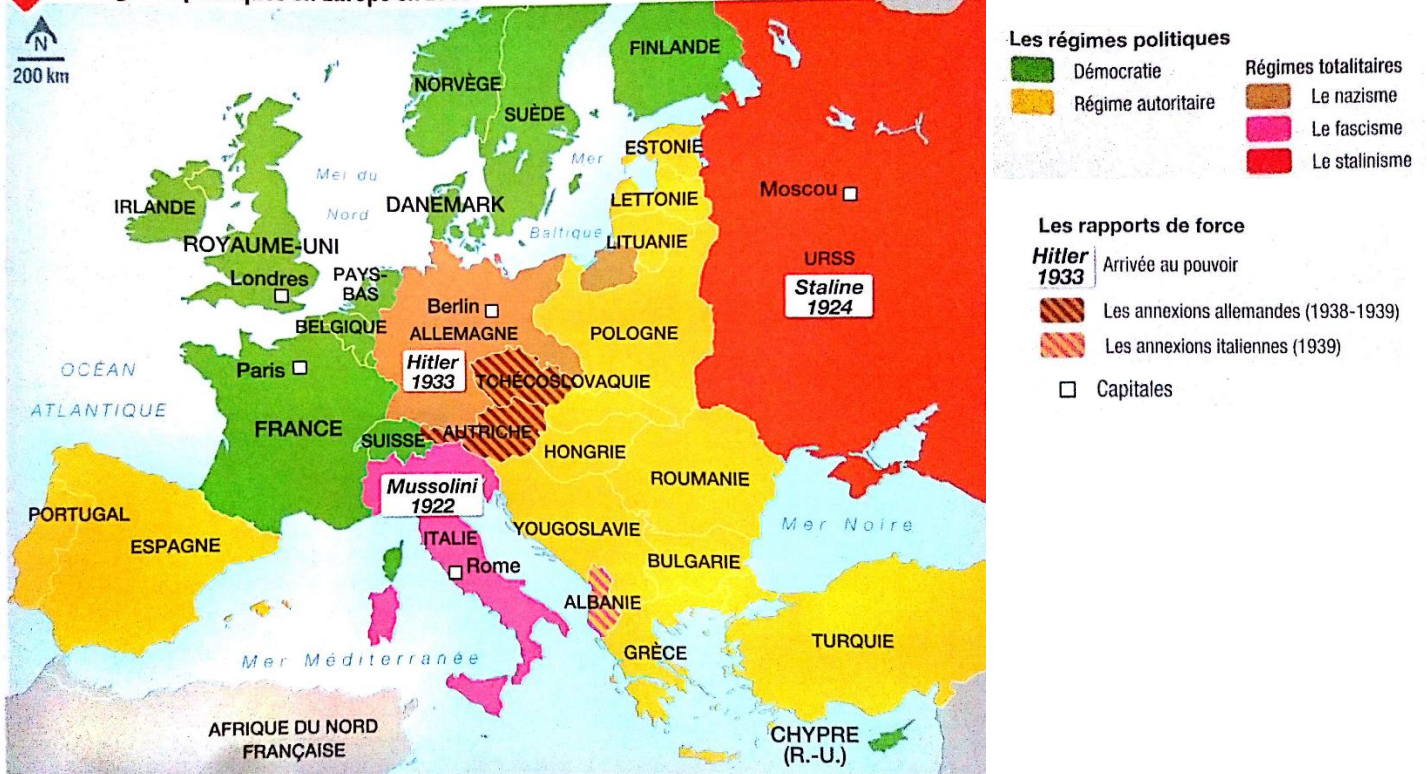 N
200 km
FINLANDE
NORVÈGE
SUÈDE
ESTONIE
Mer
Baltique
LETTONIE
Moscou
Mer du
Nord
IRLANDE
DANEMARK
LITUANIE
ROYAUME-UNI
Londres
URSS
Staline
1924
PAYS-
BAS
Berlin
BELGIQUE
ALLEMAGNE
POLOGNE
Hitler
1933
Paris
TCHÉCOSLOVAQUIE
OCÉAN
ATLANTIQUE
FRANCE
SUISSE
AUTRICHE
HONGRIE
ROUMANIE
Mussolini
1922
PORTUGAL
ESPAGNE
ITALIE
Rome
YOUGOSLAVIE
BULGARIE
Mer Noire
ALBANIE
GRÈCE
TURQUIE
Mer Méditerranée
AFRIQUE DU NORD
FRANÇAISE
CHYPRE
(R.-U.)
Les régimes politiques
Démocratie
Régime autoritaire
Régimes totalitaires
Le nazisme
Le fascisme
Le stalinisme
Les rapports de force
Hitler
1933
Arrivée au pouvoir
Les annexions allemandes (1938-1939)
Les annexions italiennes (1939)
Capitales